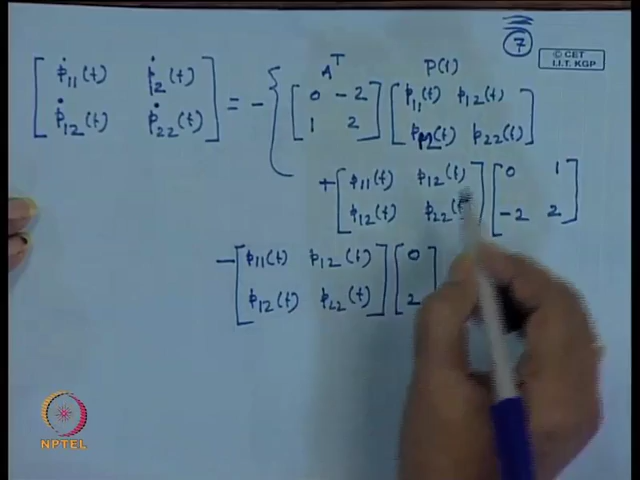 7
© CET
I.I.T. KGP
Aᵀ P(t)
[ ṗ₁₁(t) ṗ₁₂(t) ] = - { [ 0 -2 ] [ p₁₁(t) p₁₂(t) ]
[ ṗ₁₂(t) ṗ₂₂(t) ] [ 1 2 ] [ p₁₂(t) p₂₂(t) ]
+ [ p₁₁(t) p₁₂(t) ] [ 0 1 ]
[ p₁₂(t) p₂₂(t) ] [ -2 2 ]
- [ p₁₁(t) p₁₂(t) ] [ 0 ]
[ p₁₂(t) p₂₂(t) ] [ 2 ]
NPTEL